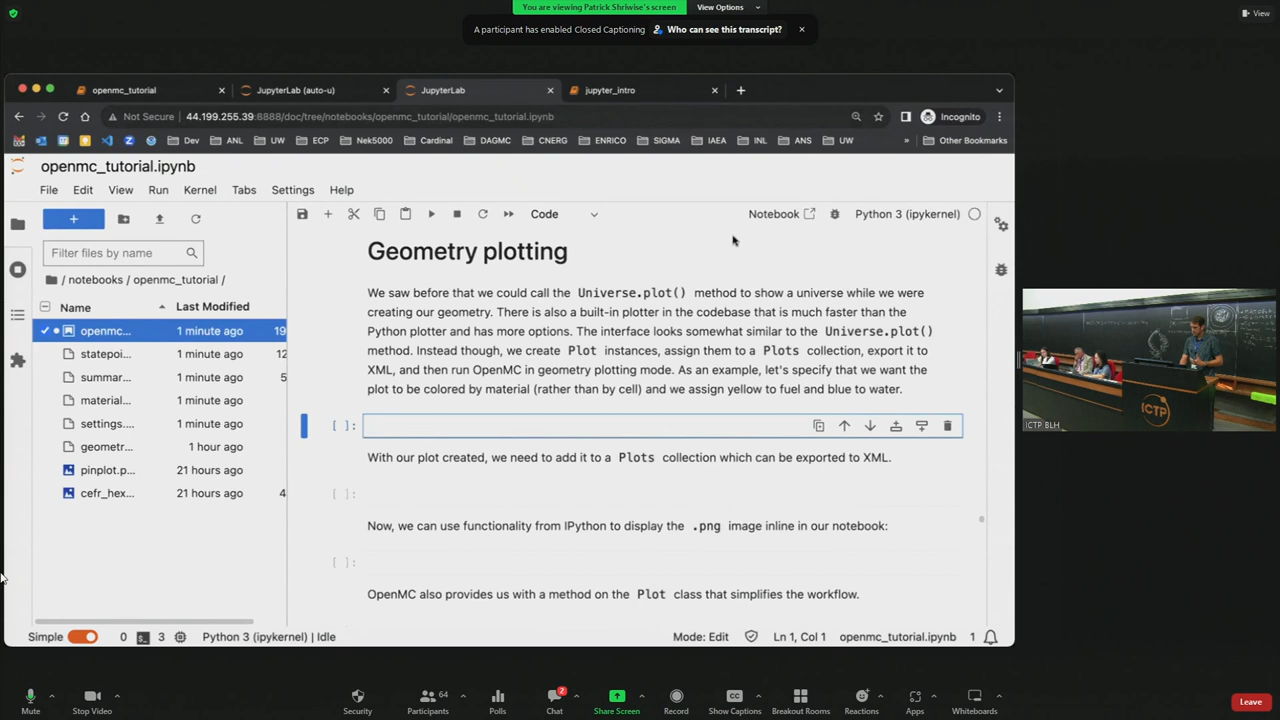 You are viewing Patrick Shriwise's screen
View Options
View
A participant has enabled Closed Captioning Who can see this transcript?
openmc_tutorial
JupyterLab (auto-u)
JupyterLab
jupyter_intro
Not Secure 44.199.255.39:8888/doc/tree/notebooks/openmc_tutorial/openmc_tutorial.ipynb
Incognito
Dev ANL UW ECP Nek5000 Cardinal DAGMC CNERG ENRICO SIGMA IAEA INL ANS UW » Other Bookmarks
openmc_tutorial.ipynb
File Edit View Run Kernel Tabs Settings Help
Code
Notebook
Python 3 (ipykernel)
Filter files by name
/ notebooks / openmc_tutorial /
Name Last Modified
openmc... 1 minute ago 19
statepoi... 1 minute ago 12
summar... 1 minute ago 5
material... 1 minute ago
settings.... 1 minute ago
geometr... 1 hour ago
pinplot.p... 21 hours ago
cefr_hex... 21 hours ago 4
Geometry plotting
We saw before that we could call the Universe.plot() method to show a universe while we were
creating our geometry. There is also a built-in plotter in the codebase that is much faster than the
Python plotter and has more options. The interface looks somewhat similar to the Universe.plot()
method. Instead though, we create Plot instances, assign them to a Plots collection, export it to
XML, and then run OpenMC in geometry plotting mode. As an example, let's specify that we want the
plot to be colored by material (rather than by cell) and we assign yellow to fuel and blue to water.
[ ]:
With our plot created, we need to add it to a Plots collection which can be exported to XML.
[ ]:
Now, we can use functionality from IPython to display the .png image inline in our notebook:
[ ]:
OpenMC also provides us with a method on the Plot class that simplifies the workflow.
Simple 0 3 Python 3 (ipykernel) | Idle
Mode: Edit Ln 1, Col 1 openmc_tutorial.ipynb 1
ICTP
ICTP BLH
64
2
Mute Stop Video Security Participants Polls Chat Share Screen Record Show Captions Breakout Rooms Reactions Apps Whiteboards
Leave